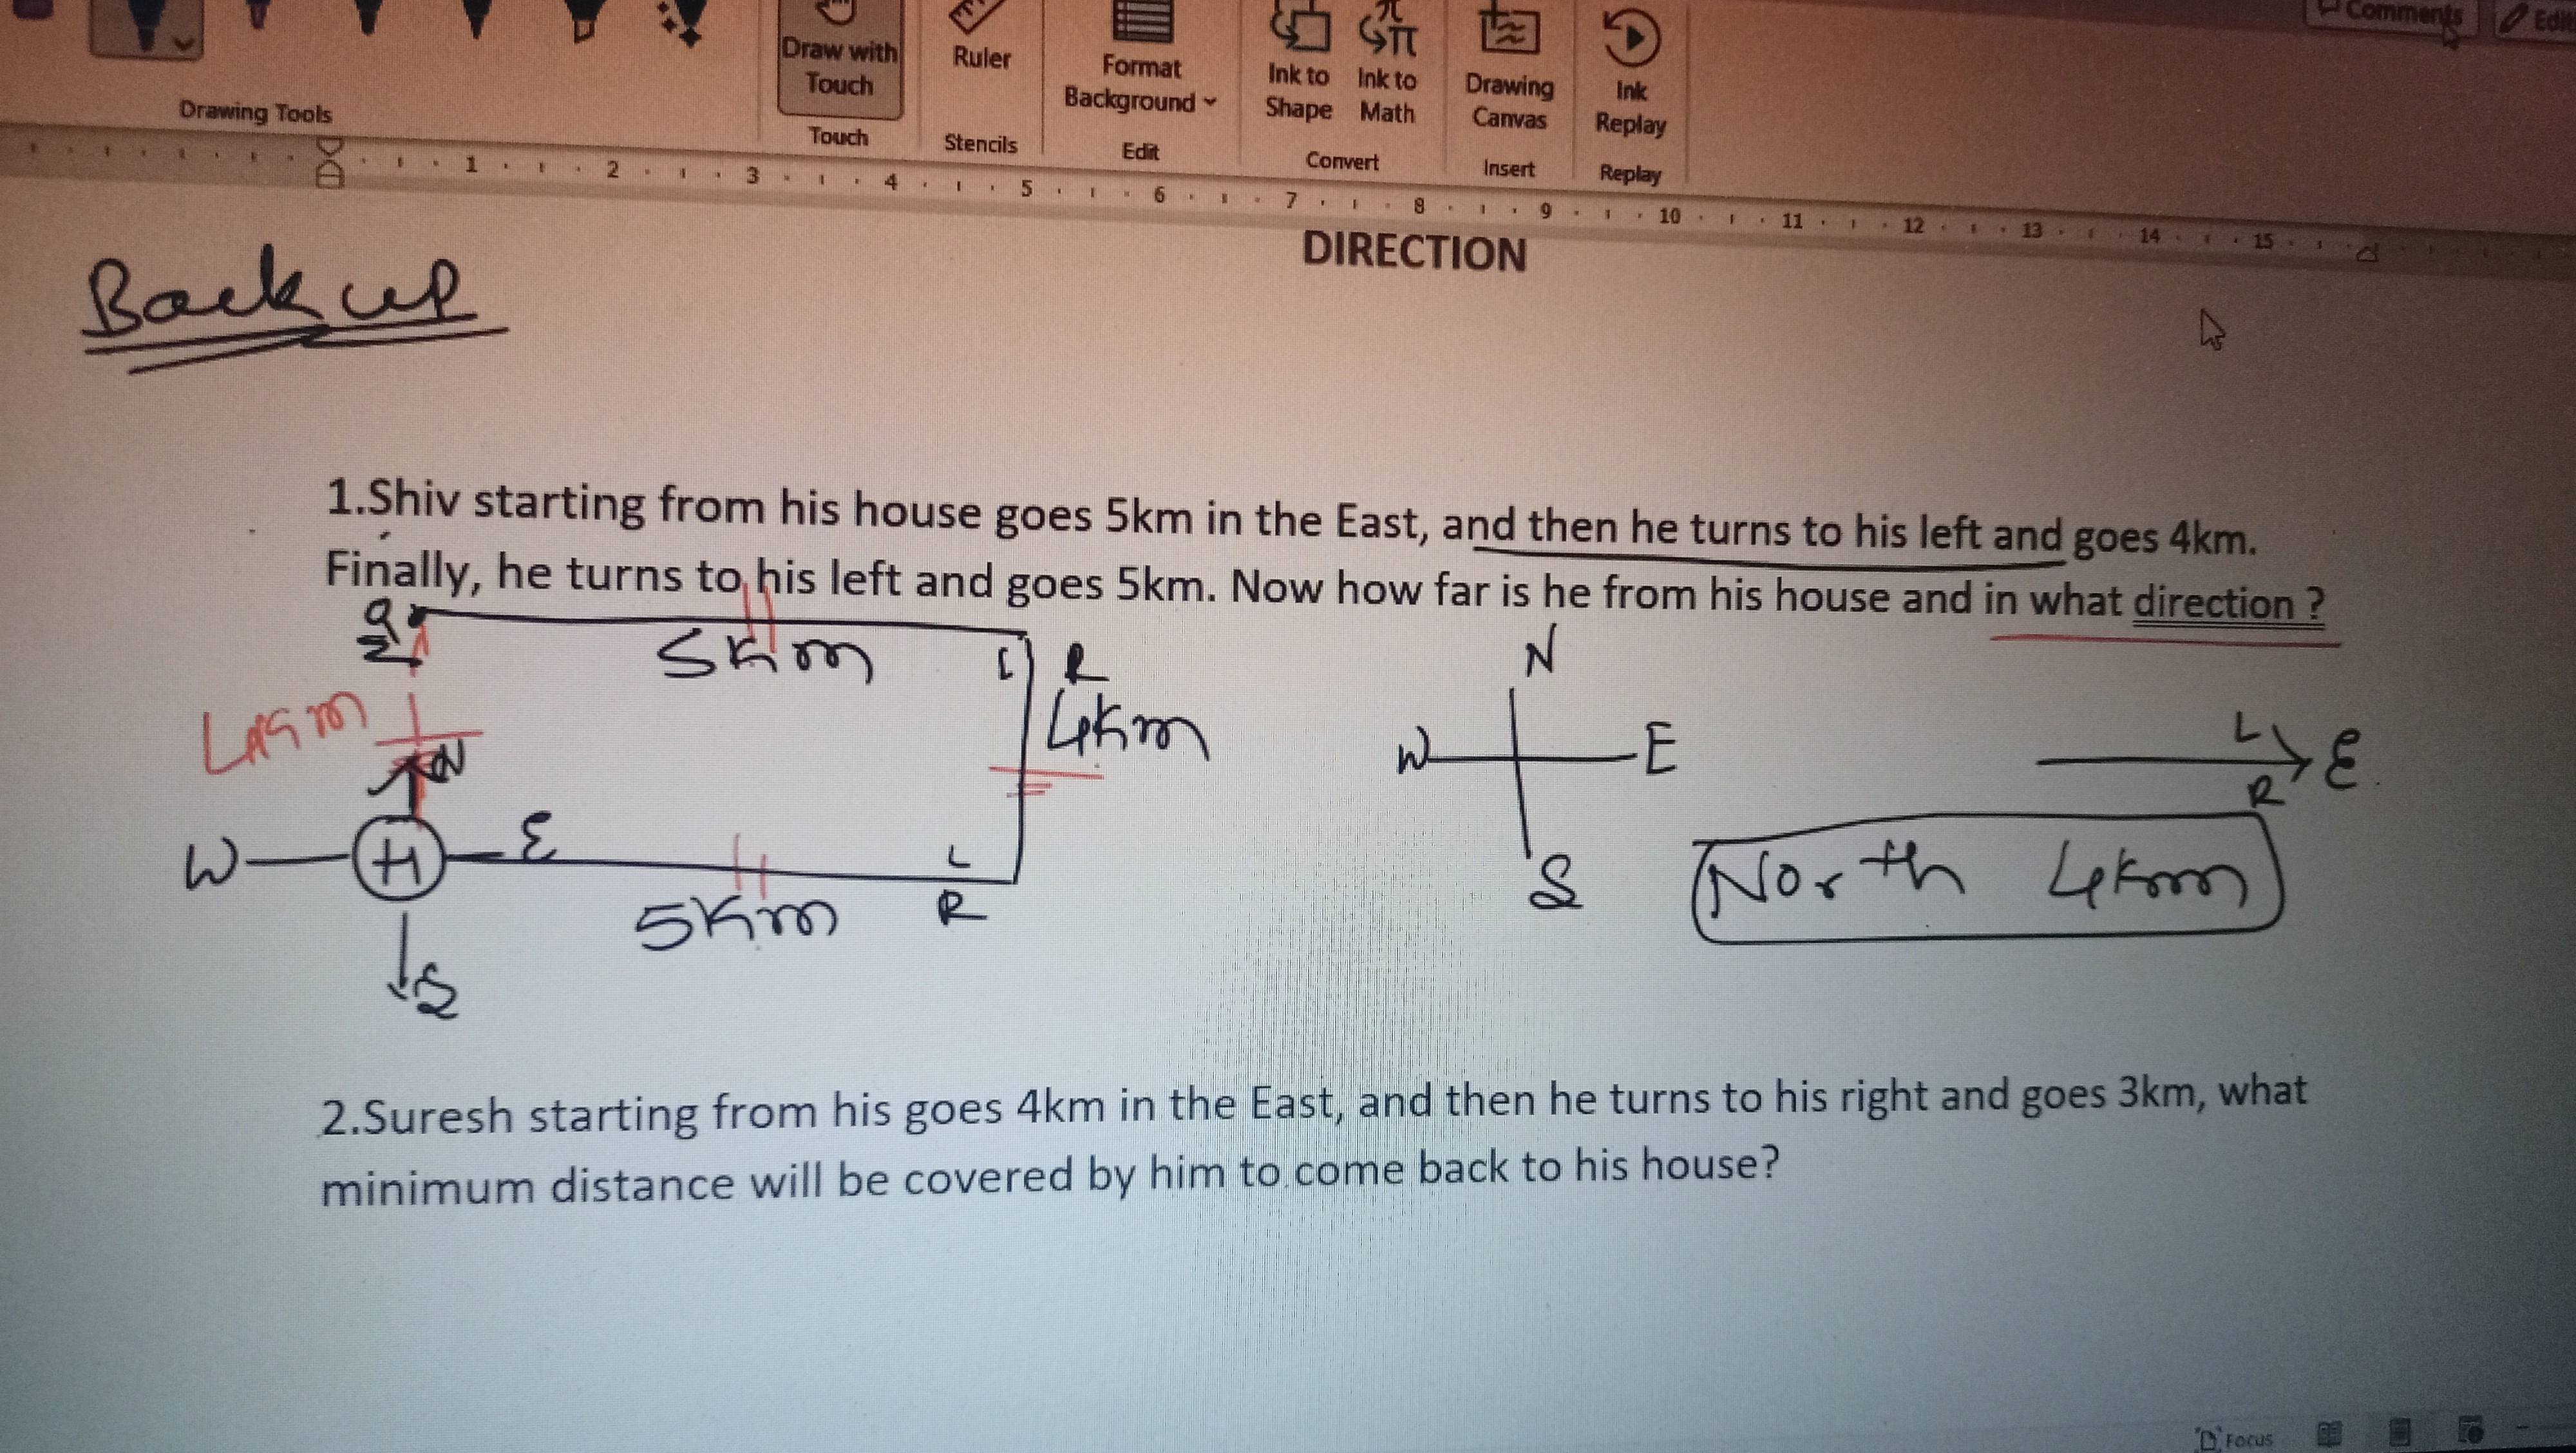 Comments
Edit
Draw with Touch
Ruler
Format Background
Ink to Shape
Ink to Math
Drawing Canvas
Ink Replay
Drawing Tools
Touch
Stencils
Edit
Convert
Insert
Replay
1 2 3 4 5 6 7 8 9 10 11 12 13 14 15
DIRECTION
Back up
1.Shiv starting from his house goes 5km in the East, and then he turns to his left and goes 4km.
Finally, he turns to his left and goes 5km. Now how far is he from his house and in what direction ?
5km
L R
4km
4km
N
W H E
S
5km
L
R
N
W E
S
L
E
R
North 4km
2.Suresh starting from his goes 4km in the East, and then he turns to his right and goes 3km, what
minimum distance will be covered by him to come back to his house?
Focus